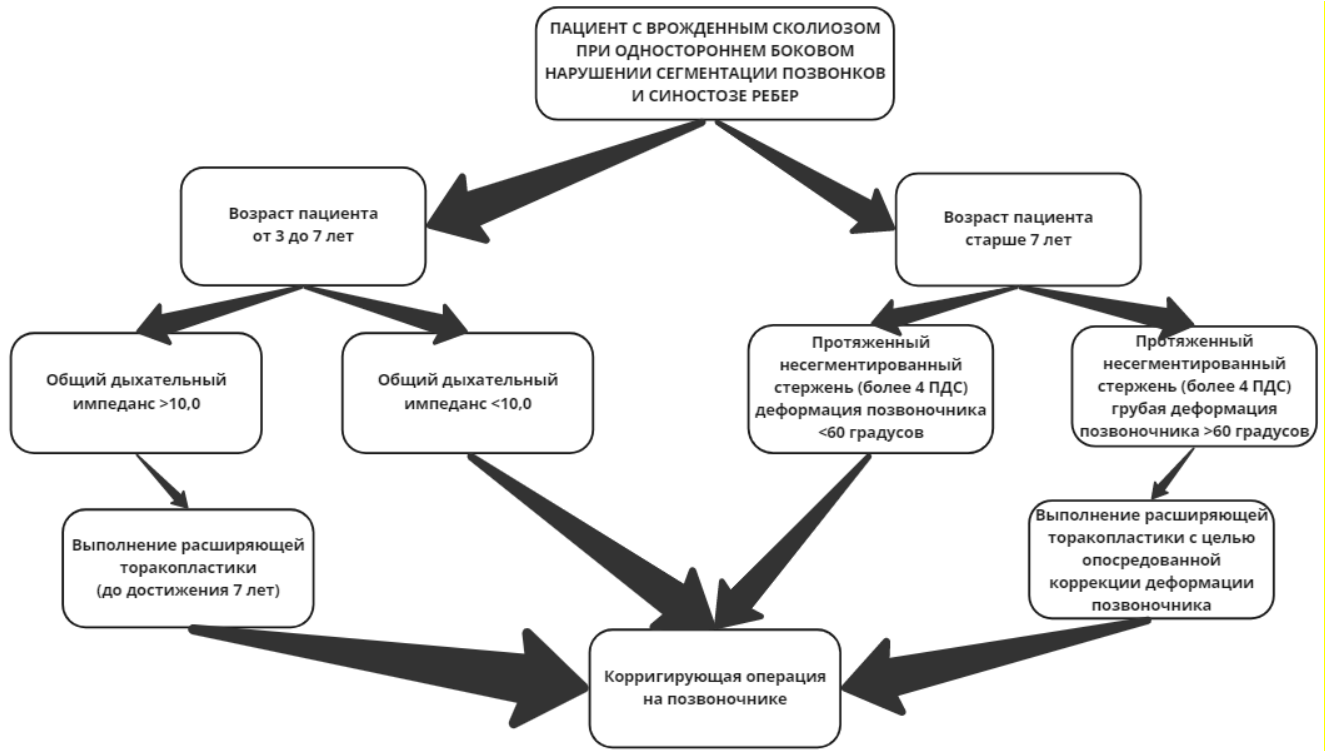 ПАЦИЕНТ С ВРОЖДЕННЫМ СКОЛИОЗОМ
ПРИ ОДНОСТОРОННЕМ БОКОВОМ
НАРУШЕНИИ СЕГМЕНТАЦИИ ПОЗВОНКОВ
И СИНОСТОЗЕ РЕБЕР
Возраст пациента
от 3 до 7 лет
Возраст пациента
старше 7 лет
Общий дыхательный
импеданс >10,0
Общий дыхательный
импеданс <10,0
Протяженный
несегментированный
стержень (более 4 ПДС)
деформация позвоночника
<60 градусов
Протяженный
несегментированный
стержень (более 4 ПДС)
грубая деформация
позвоночника >60 градусов
Выполнение расширяющей
торакопластики
(до достижения 7 лет)
Выполнение расширяющей
торакопластики с целью
опосредованной
коррекции деформации
позвоночника
Корригирующая операция
на позвоночнике